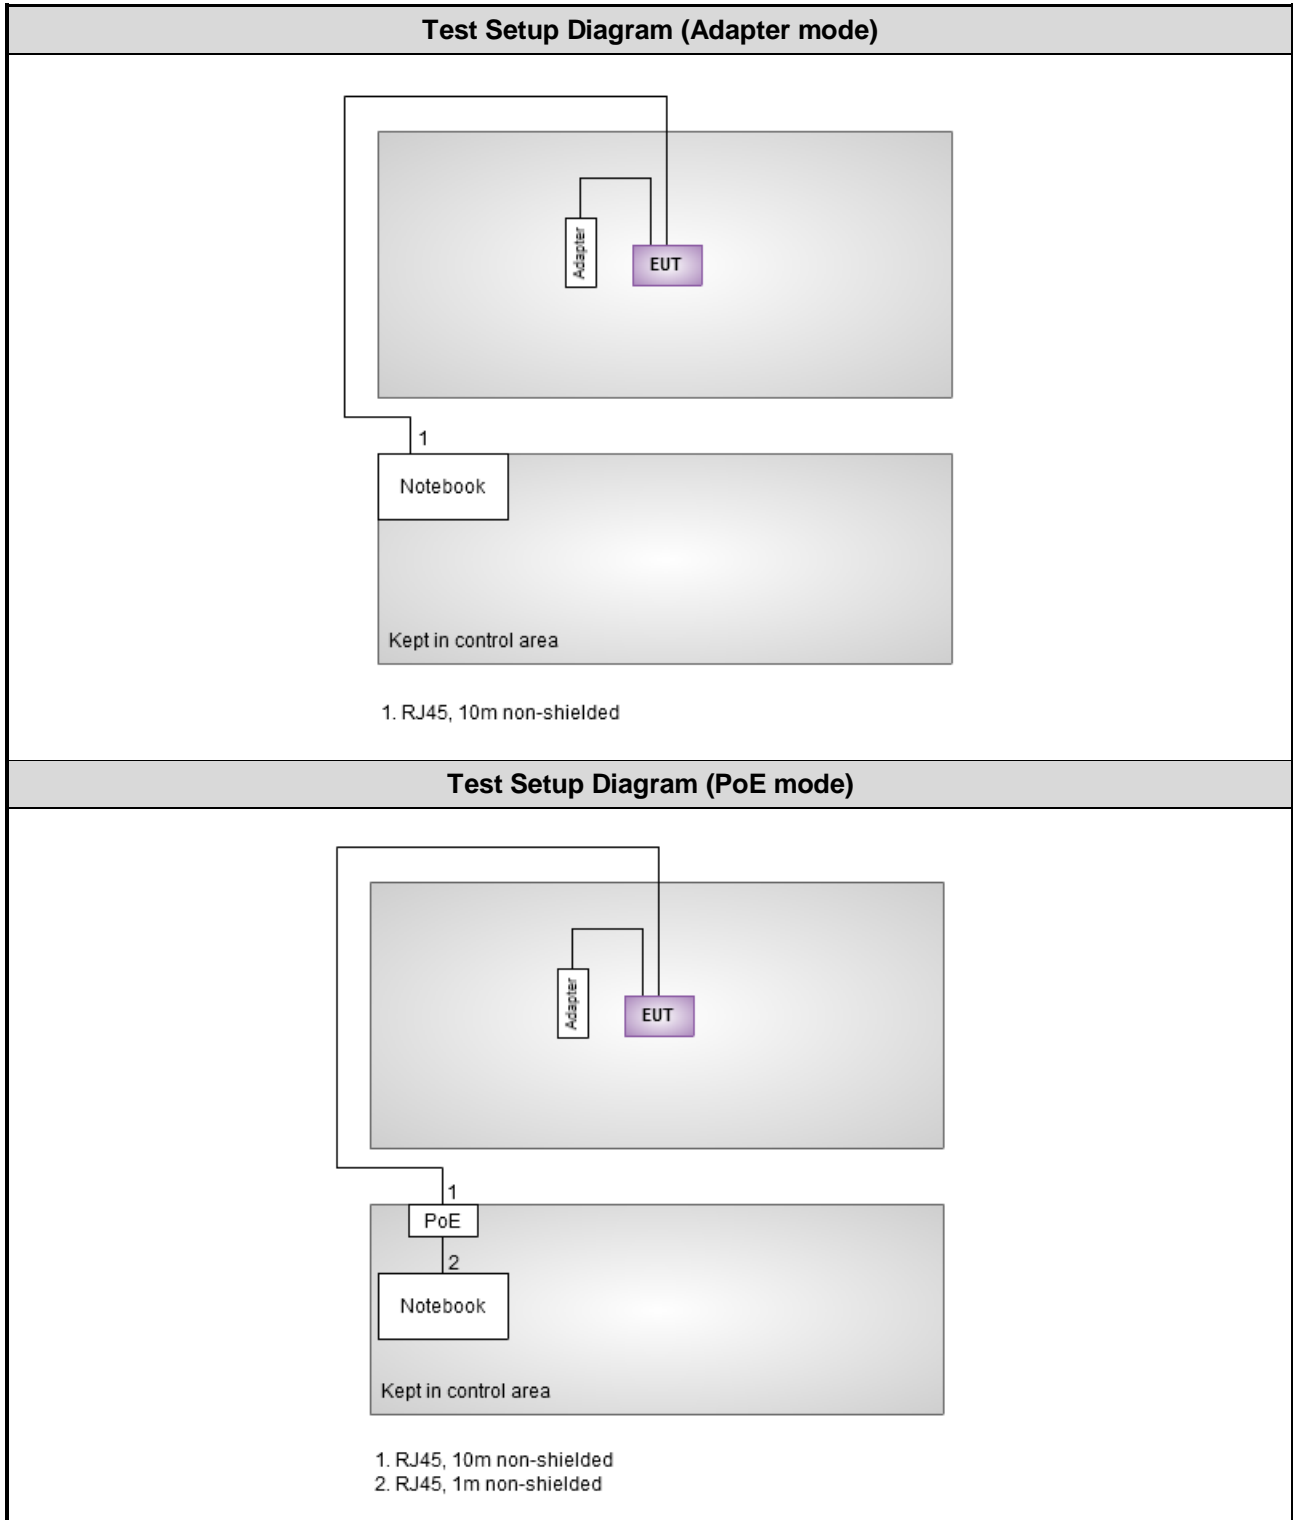 Test Setup Diagram (Adapter mode)
Adapter
EUT
1
Notebook
Kept in control area
1. RJ45, 10m non-shielded
Test Setup Diagram (PoE mode)
Adapter
EUT
1
PoE
2
Notebook
Kept in control area
1. RJ45, 10m non-shielded
2. RJ45, 1m non-shielded